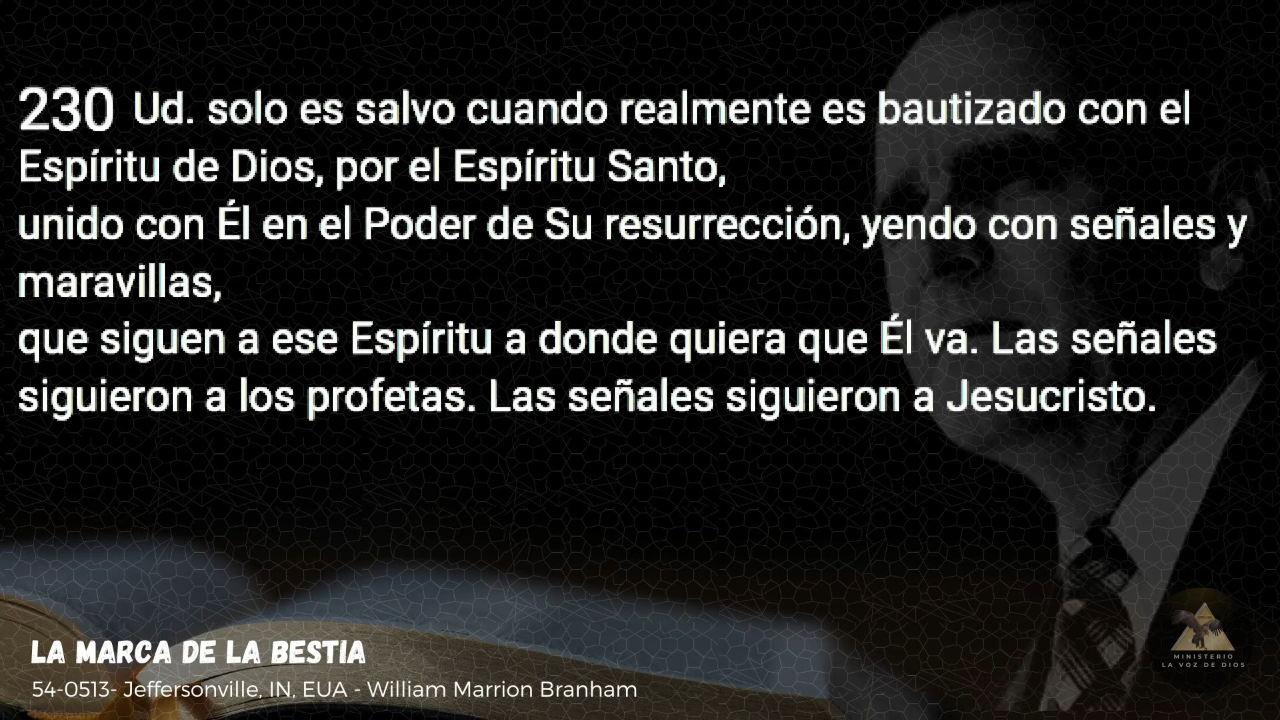 230 Ud. solo es salvo cuando realmente es bautizado con el
Espíritu de Dios, por el Espíritu Santo,
unido con Él en el Poder de Su resurrección, yendo con señales y
maravillas,
que siguen a ese Espíritu a donde quiera que Él va. Las señales
siguieron a los profetas. Las señales siguieron a Jesucristo.
LA MARCA DE LA BESTIA
54-0513- Jeffersonville, IN, EUA - William Marrion Branham
MINISTERIO
LA VOZ DE DIOS